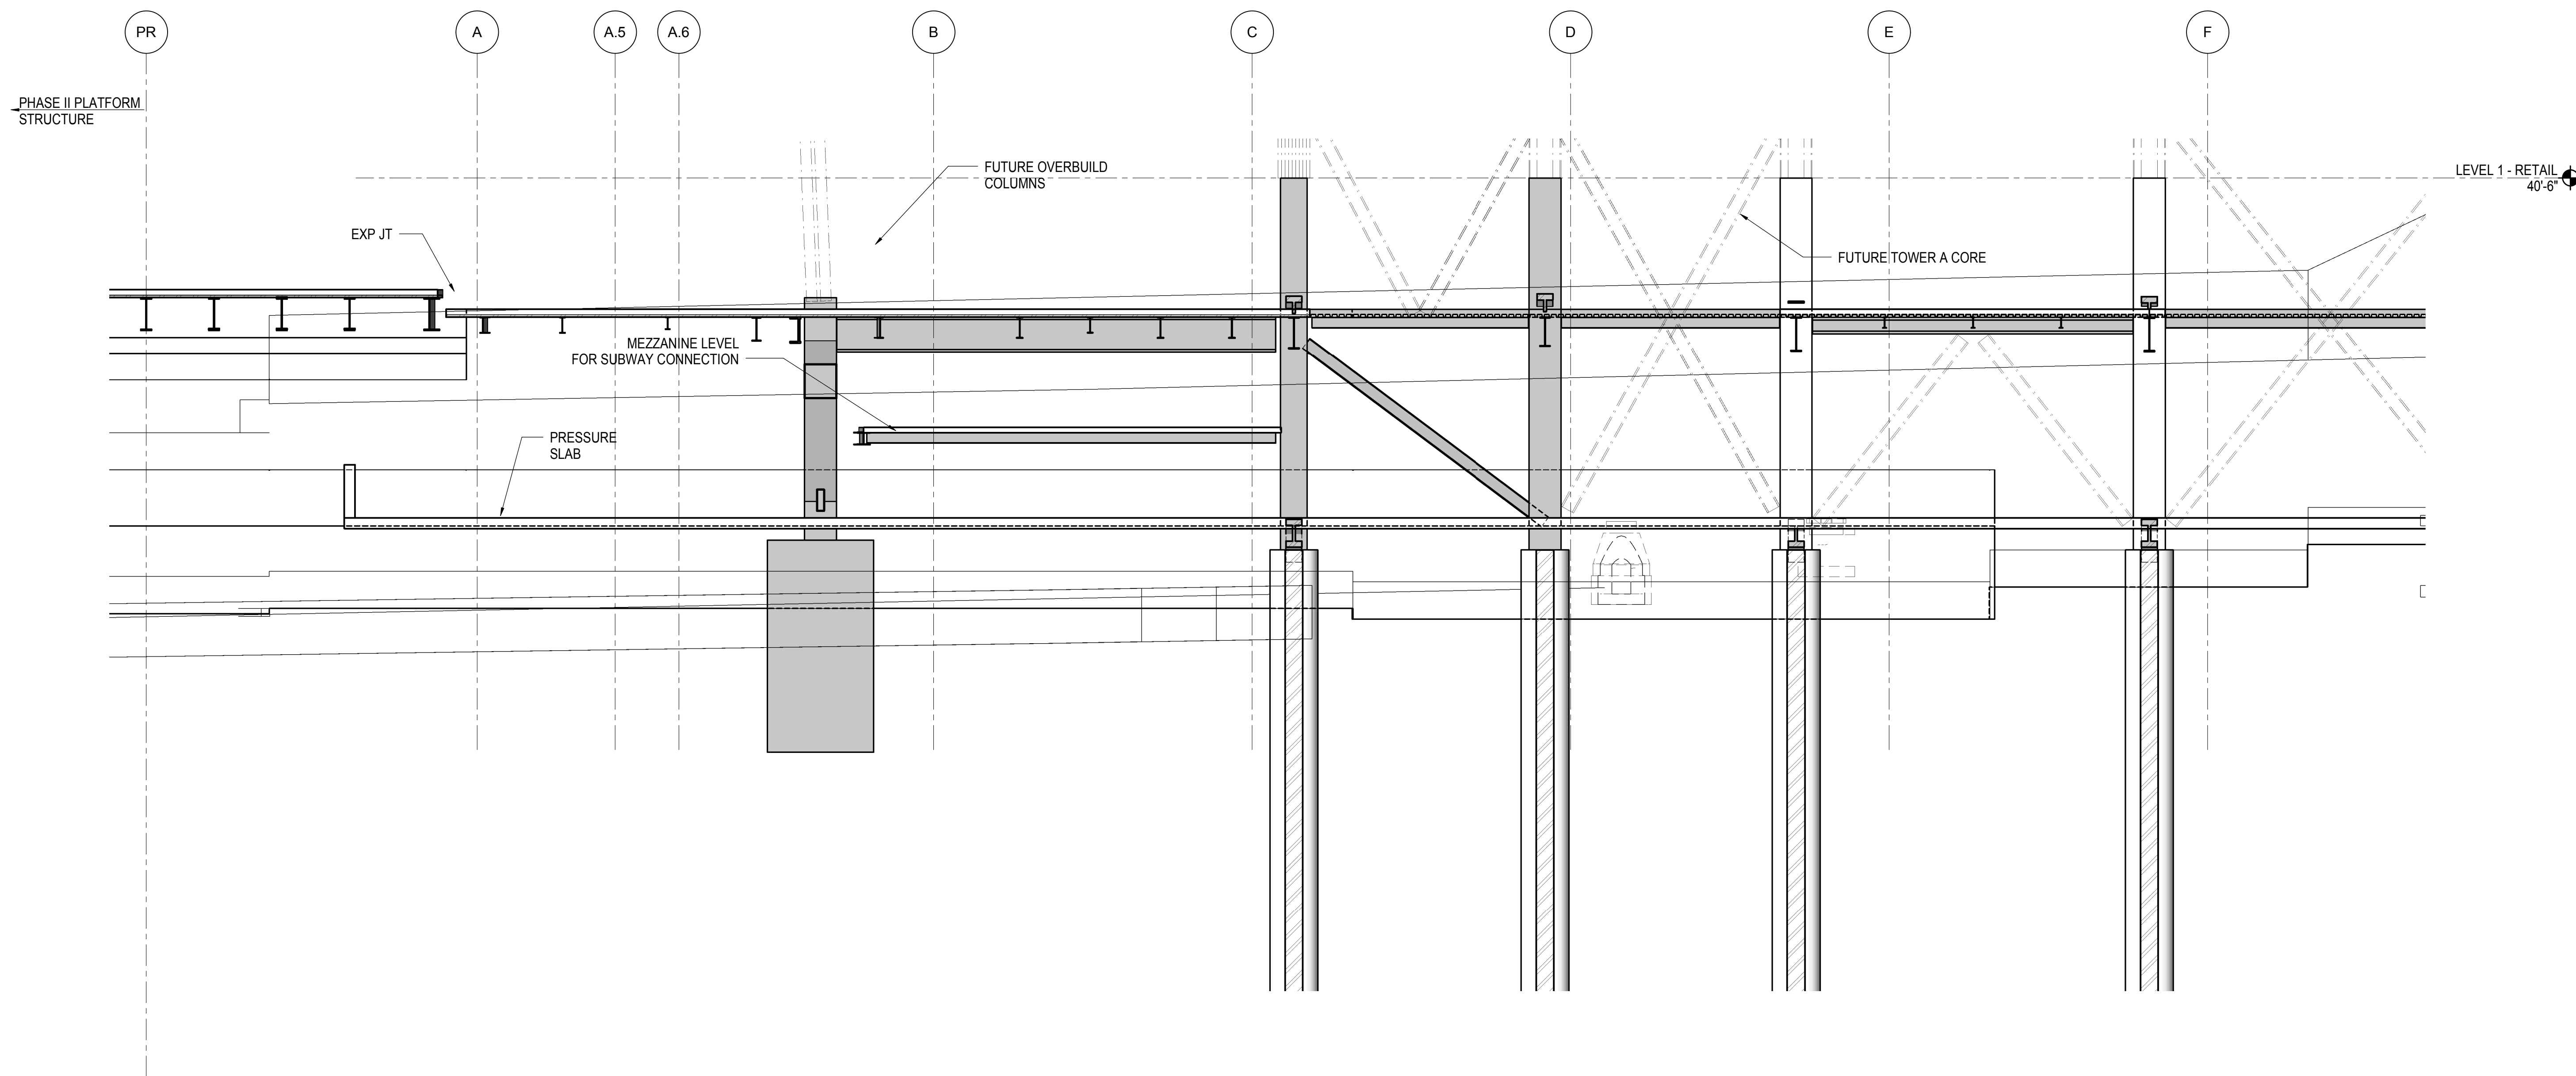 PR
A
A.5
A.6
B
C
D
E
F
PHASE II PLATFORM
STRUCTURE
FUTURE OVERBUILD
COLUMNS
LEVEL 1 - RETAIL
40'-6"
EXP JT
FUTURE TOWER A CORE
MEZZANINE LEVEL
FOR SUBWAY CONNECTION
PRESSURE
SLAB